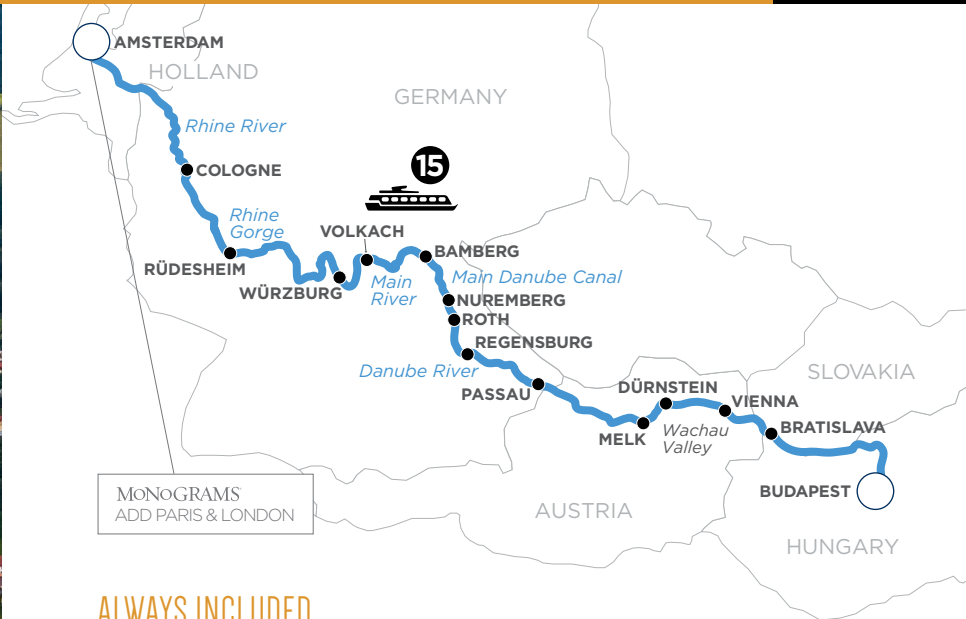 AMSTERDAM
HOLLAND
GERMANY
Rhine River
15
COLOGNE
Rhine
Gorge
VOLKACH
BAMBERG
RÜDESHEIM
Main Danube Canal
WÜRZBURG
Main
River
NUREMBERG
ROTH
REGENSBURG
Danube River
SLOVAKIA
PASSAU
DÜRNSTEIN
VIENNA
BRATISLAVA
MELK
Wachau
Valley
BUDAPEST
MONOGRAMS
ADD PARIS & LONDON
AUSTRIA
HUNGARY
ALWAYS INCLUDED